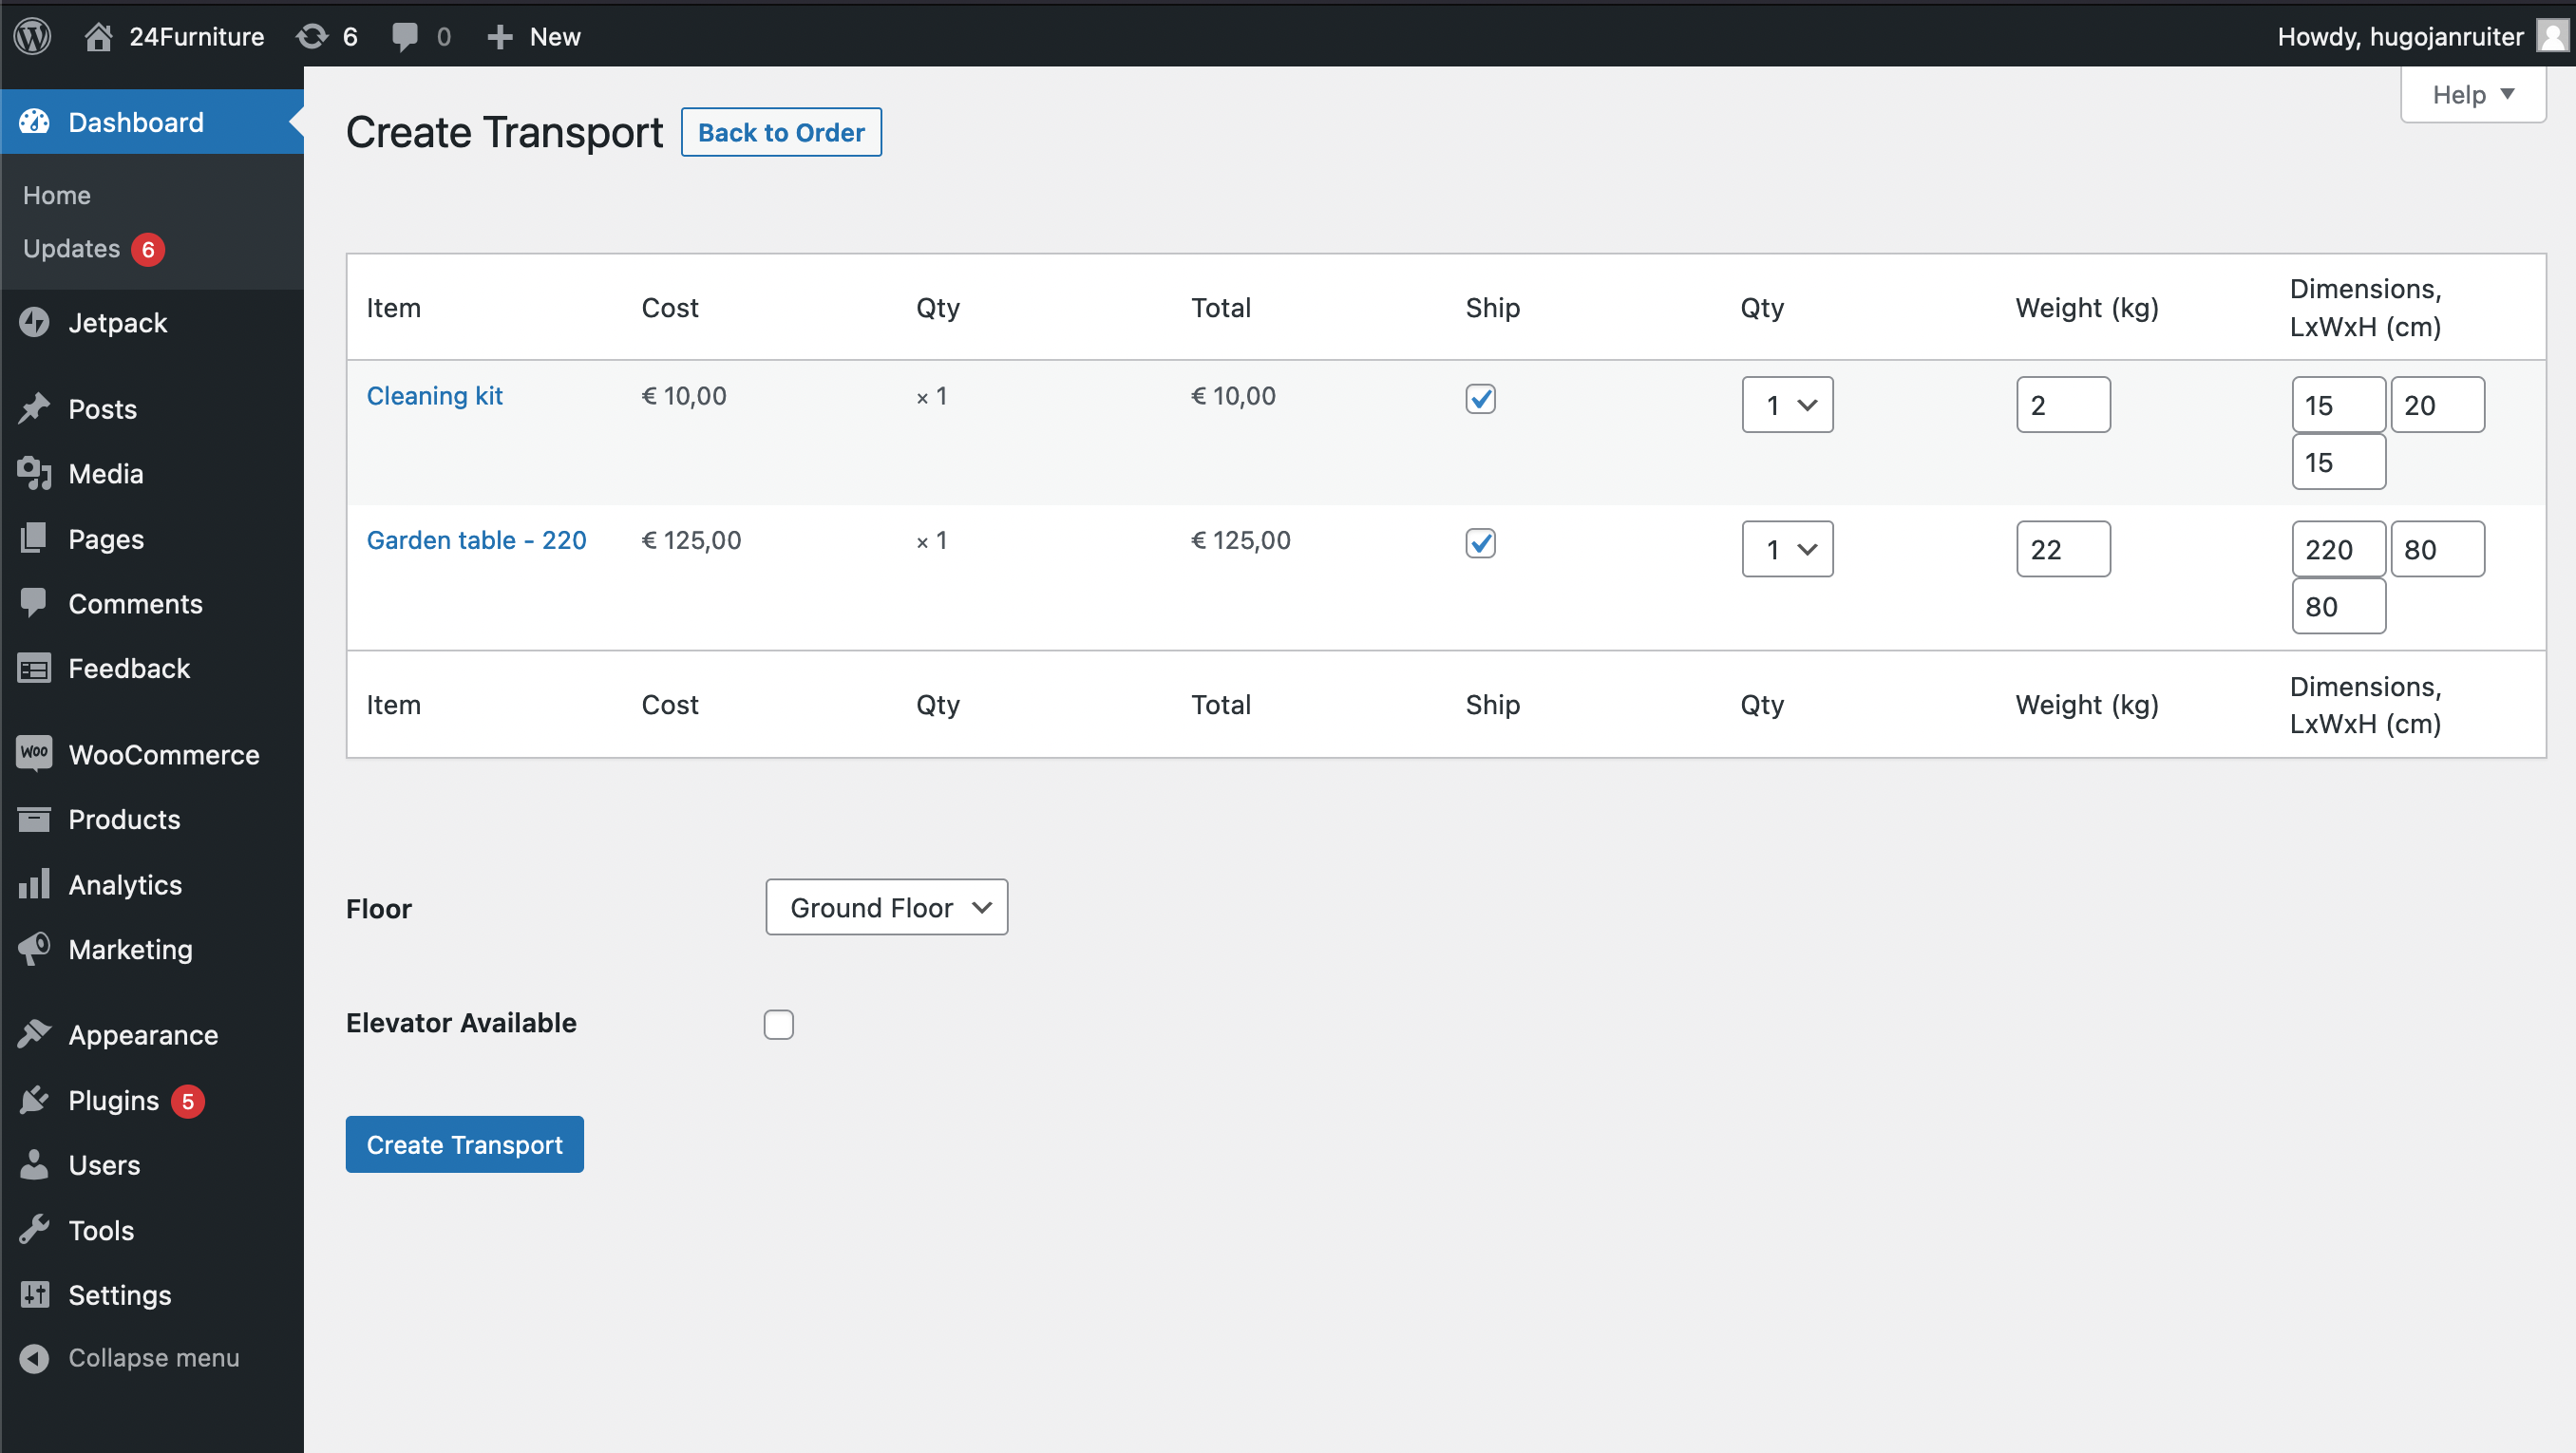 24Furniture 6 0 New Howdy, hugojanruiter
Dashboard
Home
Updates 6
Jetpack
Posts
Media
Pages
Comments
Feedback
Woo WooCommerce
Products
Analytics
Marketing
Appearance
Plugins 5
Users
Tools
Settings
Collapse menu
Help
Create Transport Back to Order
Item Cost Qty Total Ship Qty Weight (kg) Dimensions,
LxWxH (cm)
Cleaning kit € 10,00 × 1 € 10,00 1 2 15 20
15
Garden table - 220 € 125,00 × 1 € 125,00 1 22 220 80
80
Item Cost Qty Total Ship Qty Weight (kg) Dimensions,
LxWxH (cm)
Floor Ground Floor
Elevator Available
Create Transport